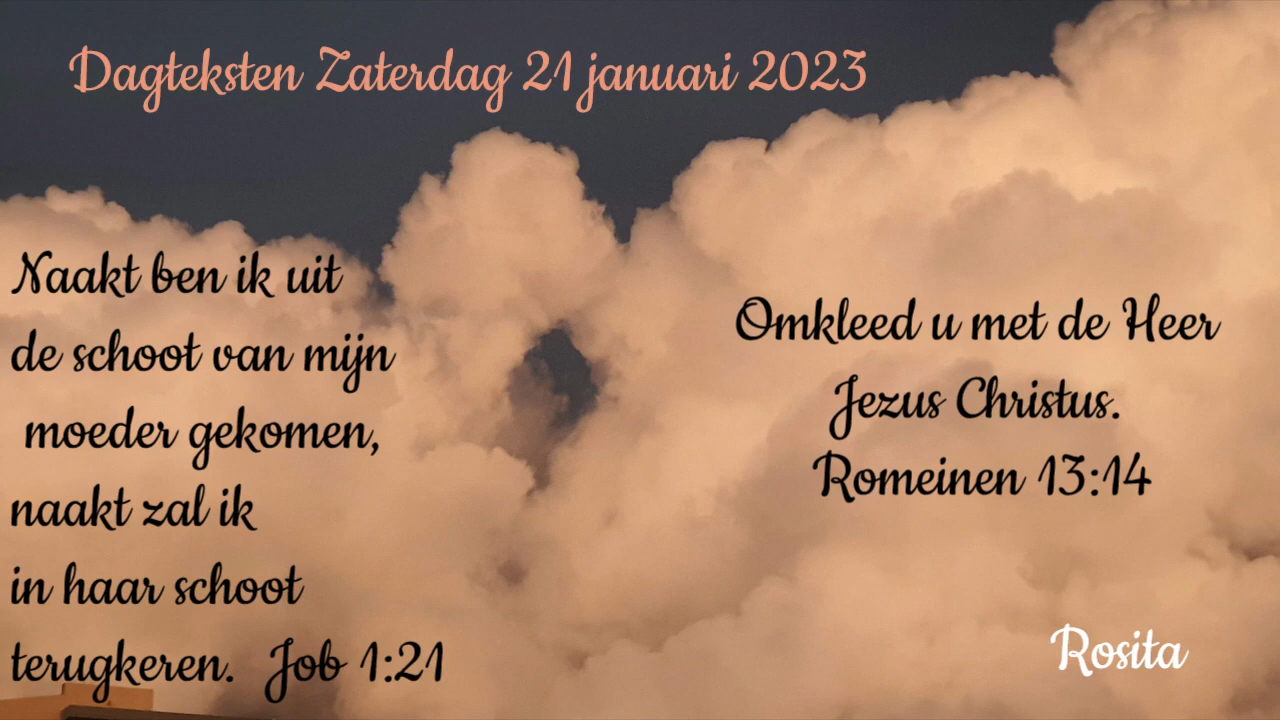 Dagteksten Zaterdag 21 januari 2023
Naakt ben ik uit
de schoot van mijn
moeder gekomen,
naakt zal ik
in haar schoot
terugkeren. Job 1:21
Omkleed u met de Heer
Jezus Christus.
Romeinen 13:14
Rosita